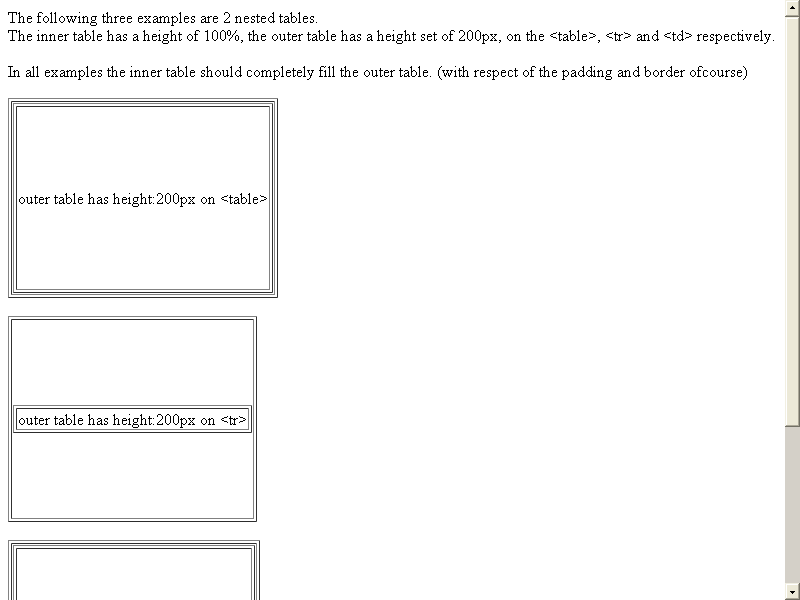 The following three examples are 2 nested tables.
The inner table has a height of 100%, the outer table has a height set of 200px, on the <table>, <tr> and <td> respectively.
In all examples the inner table should completely fill the outer table. (with respect of the padding and border ofcourse)
outer table has height:200px on <table>
outer table has height:200px on <tr>